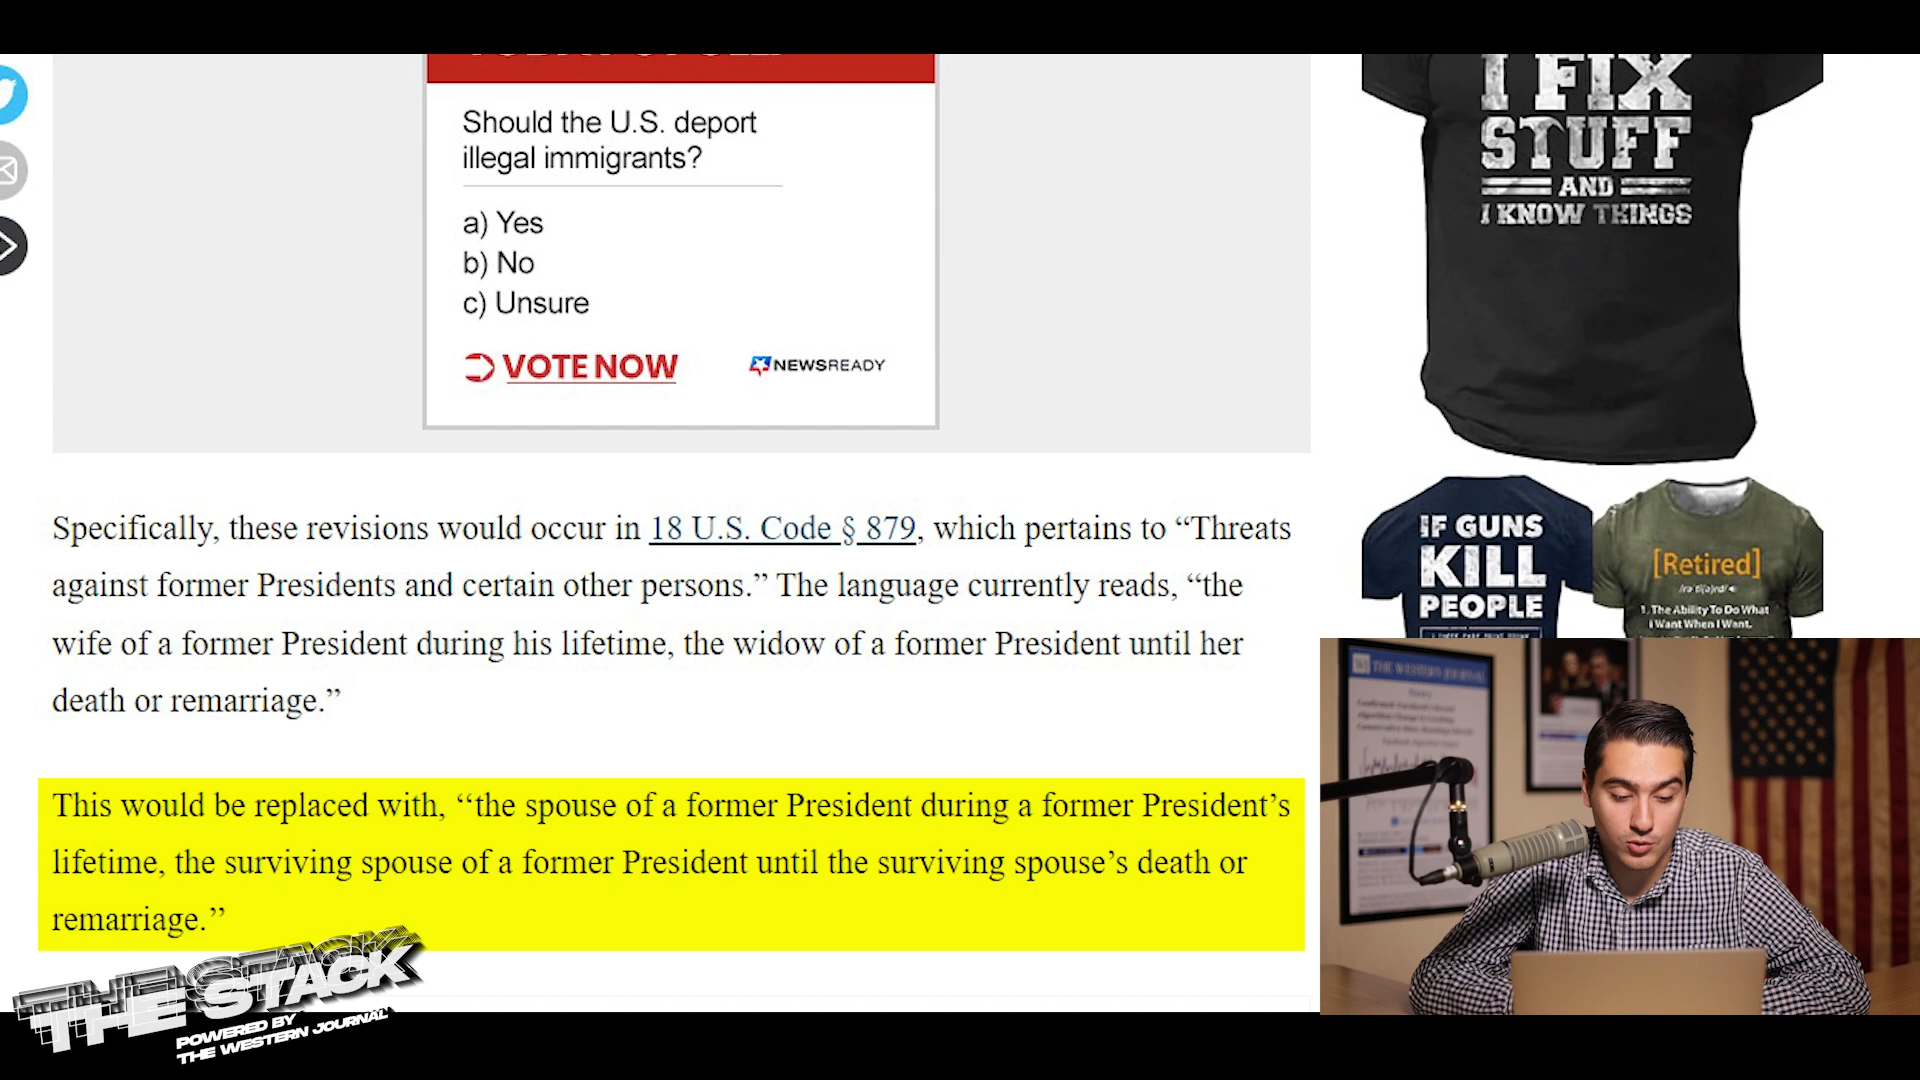 Should the U.S. deport
illegal immigrants?
a) Yes
b) No
c) Unsure
VOTE NOW
NEWSREADY
I FIX
STUFF
AND
I KNOW THINGS
IF GUNS
KILL
PEOPLE
[Retired]
1. The Ability To Do What
I Want When I Want.
Specifically, these revisions would occur in 18 U.S. Code § 879, which pertains to “Threats
against former Presidents and certain other persons.” The language currently reads, “the
wife of a former President during his lifetime, the widow of a former President until her
death or remarriage.”
This would be replaced with, ‘‘the spouse of a former President during a former President’s
lifetime, the surviving spouse of a former President until the surviving spouse’s death or
remarriage.’’
THE WESTERN JOURNAL
THE STACK
POWERED BY
THE WESTERN JOURNAL